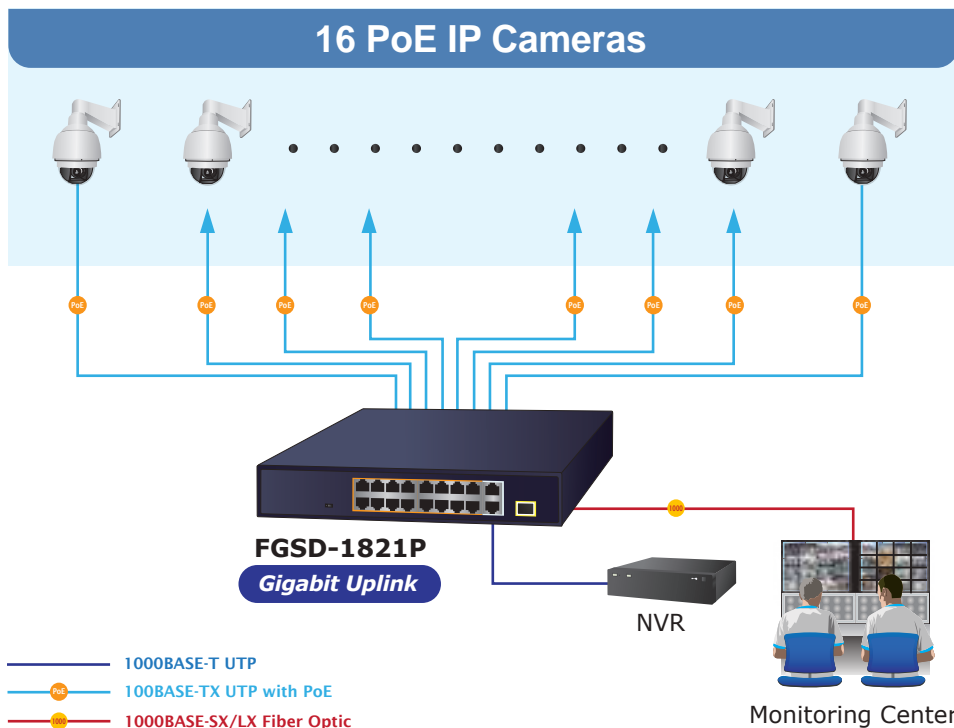 16 PoE IP Cameras
PoE
PoE
PoE
PoE
PoE
PoE
PoE
PoE
1000
FGSD-1821P
Gigabit Uplink
NVR
Monitoring Center
1000BASE-T UTP
PoE 100BASE-TX UTP with PoE
1000 1000BASE-SX/LX Fiber Optic